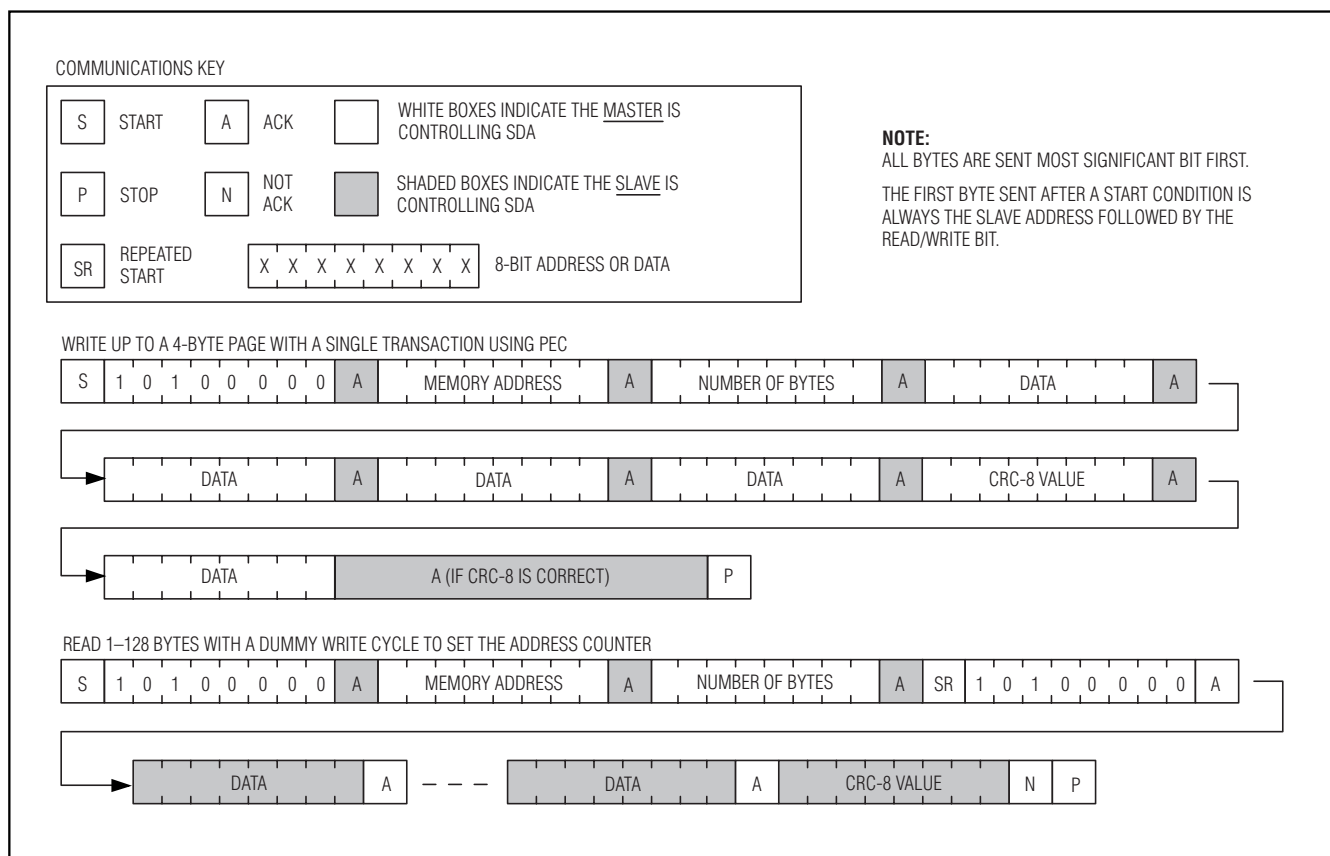 COMMUNICATIONS KEY
S START A ACK WHITE BOXES INDICATE THE MASTER IS
CONTROLLING SDA
P STOP N NOT
ACK SHADED BOXES INDICATE THE SLAVE IS
CONTROLLING SDA
SR REPEATED
START X X X X X X X X 8-BIT ADDRESS OR DATA
NOTE:
ALL BYTES ARE SENT MOST SIGNIFICANT BIT FIRST.
THE FIRST BYTE SENT AFTER A START CONDITION IS
ALWAYS THE SLAVE ADDRESS FOLLOWED BY THE
READ/WRITE BIT.
WRITE UP TO A 4-BYTE PAGE WITH A SINGLE TRANSACTION USING PEC
S 1 0 1 0 0 0 0 0 A MEMORY ADDRESS A NUMBER OF BYTES A DATA A
DATA A DATA A DATA A CRC-8 VALUE A
DATA A (IF CRC-8 IS CORRECT) P
READ 1–128 BYTES WITH A DUMMY WRITE CYCLE TO SET THE ADDRESS COUNTER
S 1 0 1 0 0 0 0 0 A MEMORY ADDRESS A NUMBER OF BYTES A SR 1 0 1 0 0 0 0 0 A
DATA A DATA A CRC-8 VALUE N P